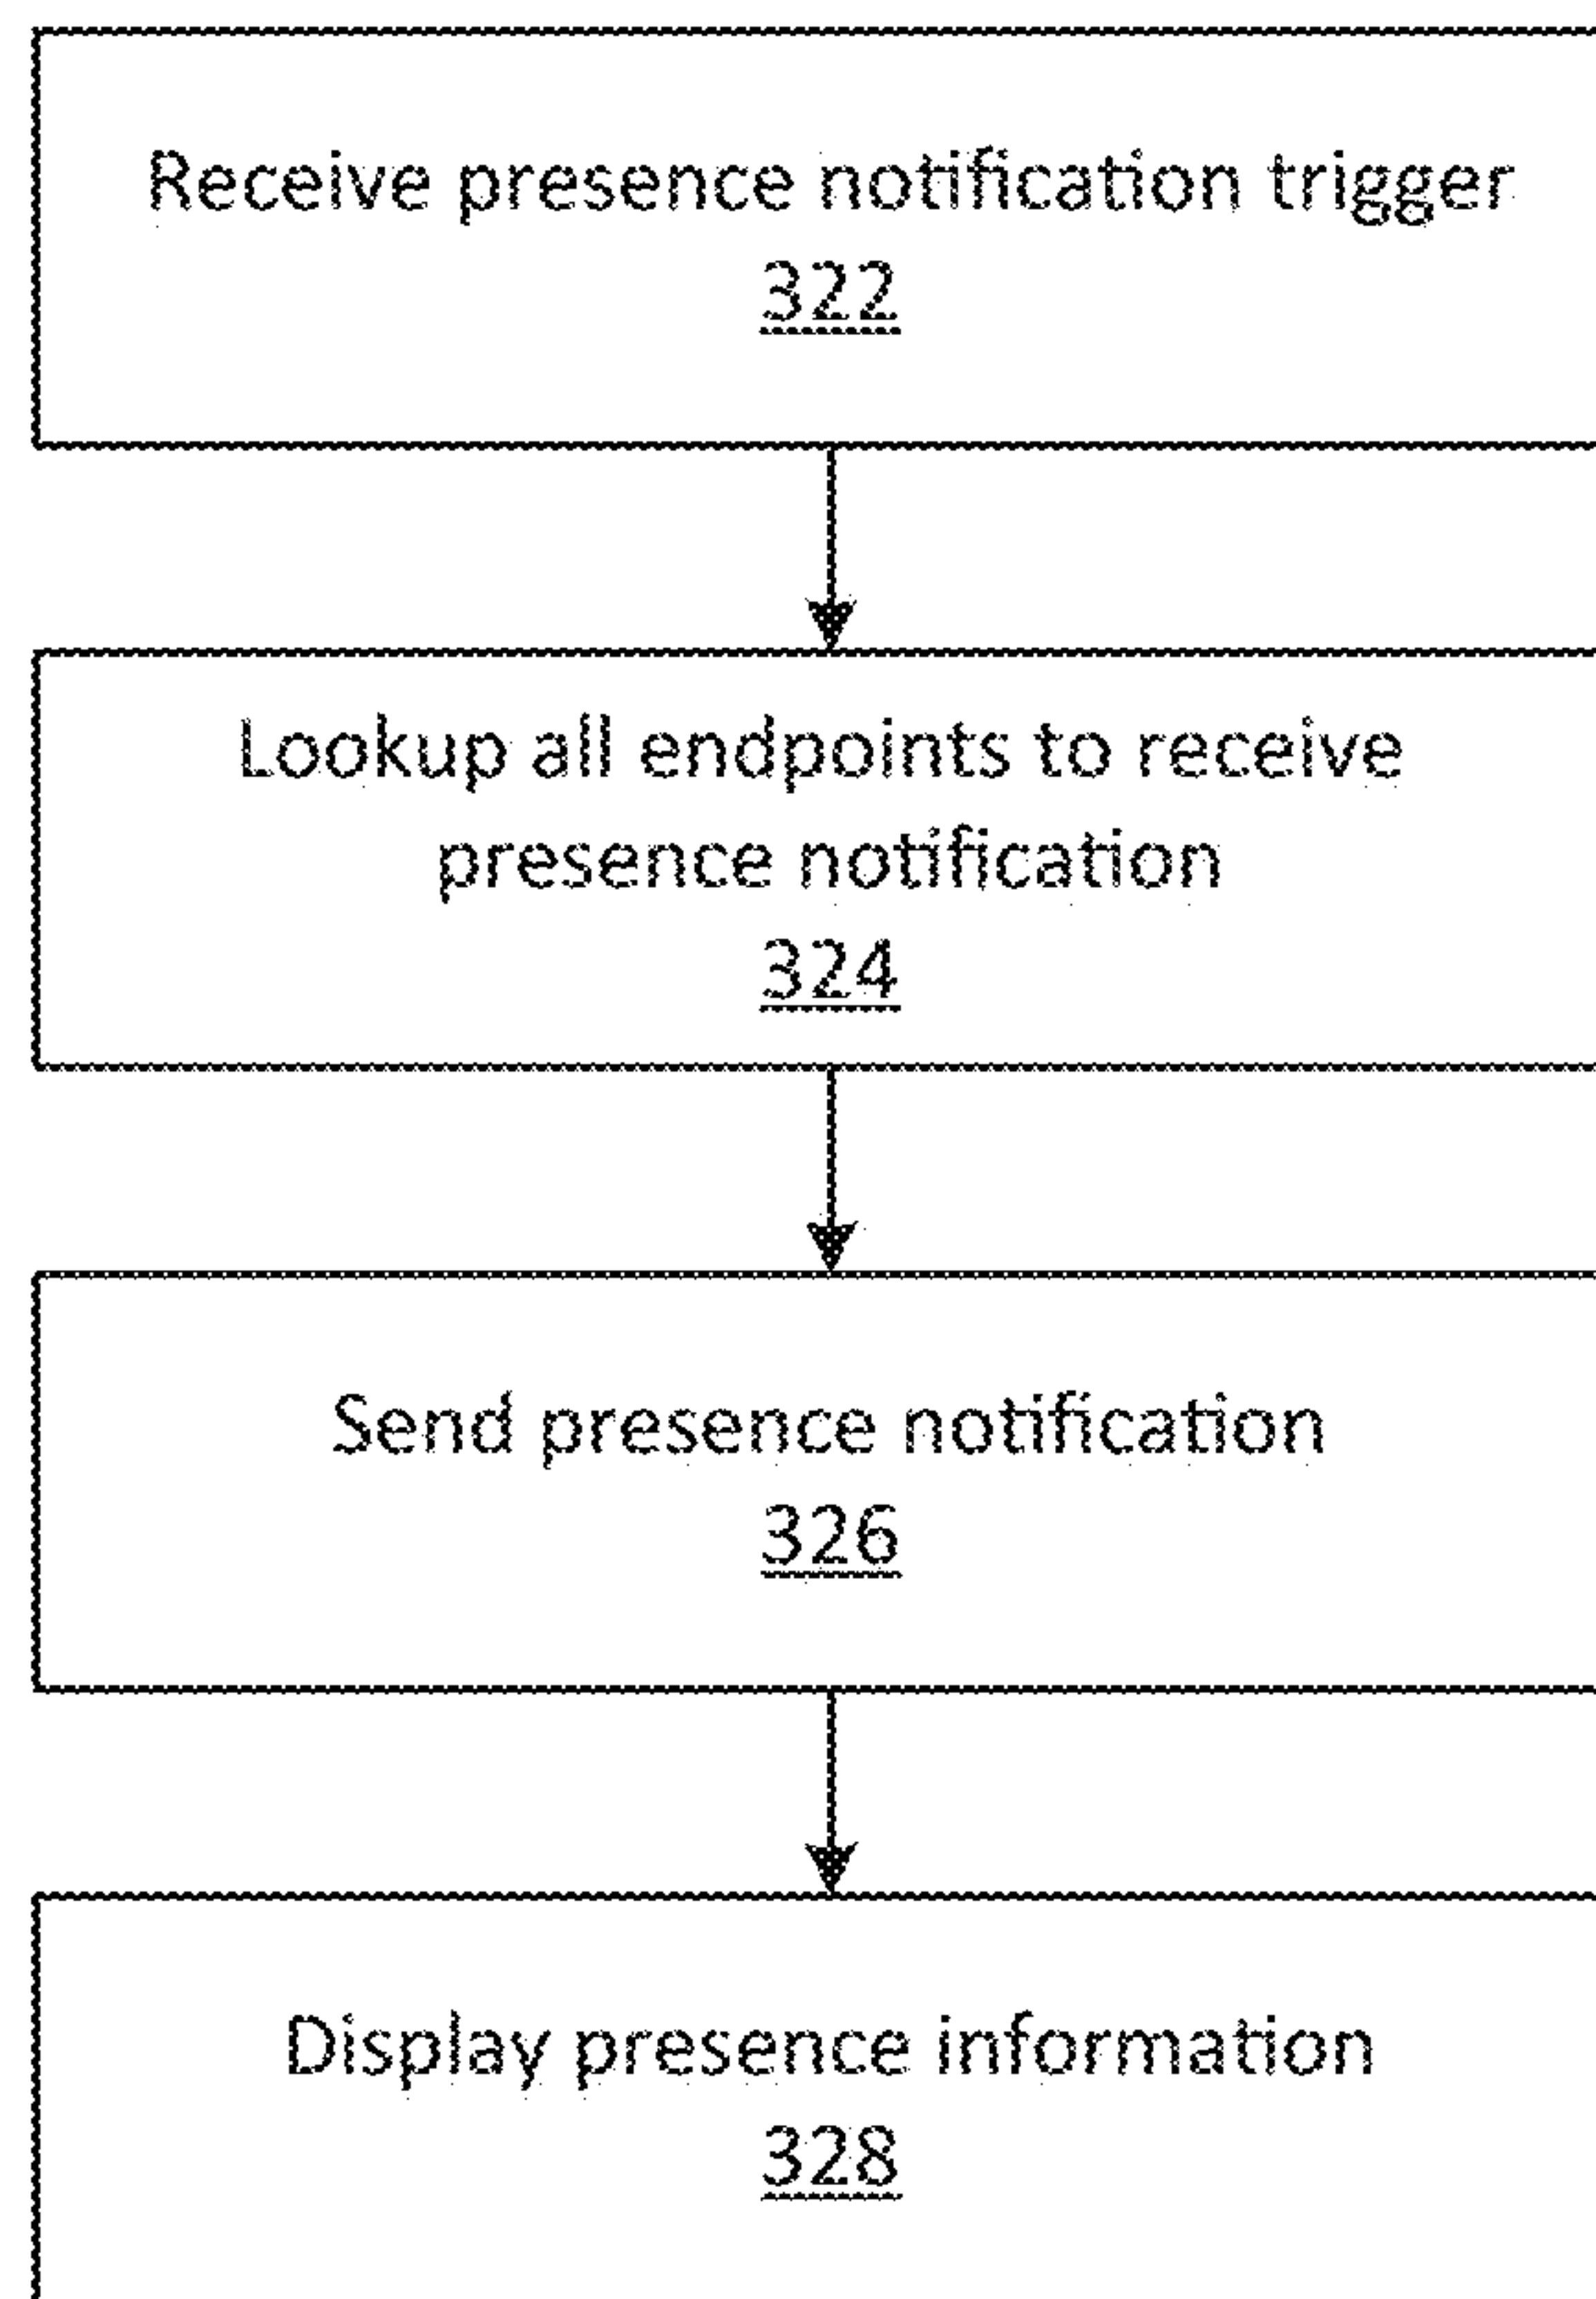 Receive presence notification trigger
322
Lookup all endpoints to receive
presence notification
324
Send presence notification
326
Display presence information
328